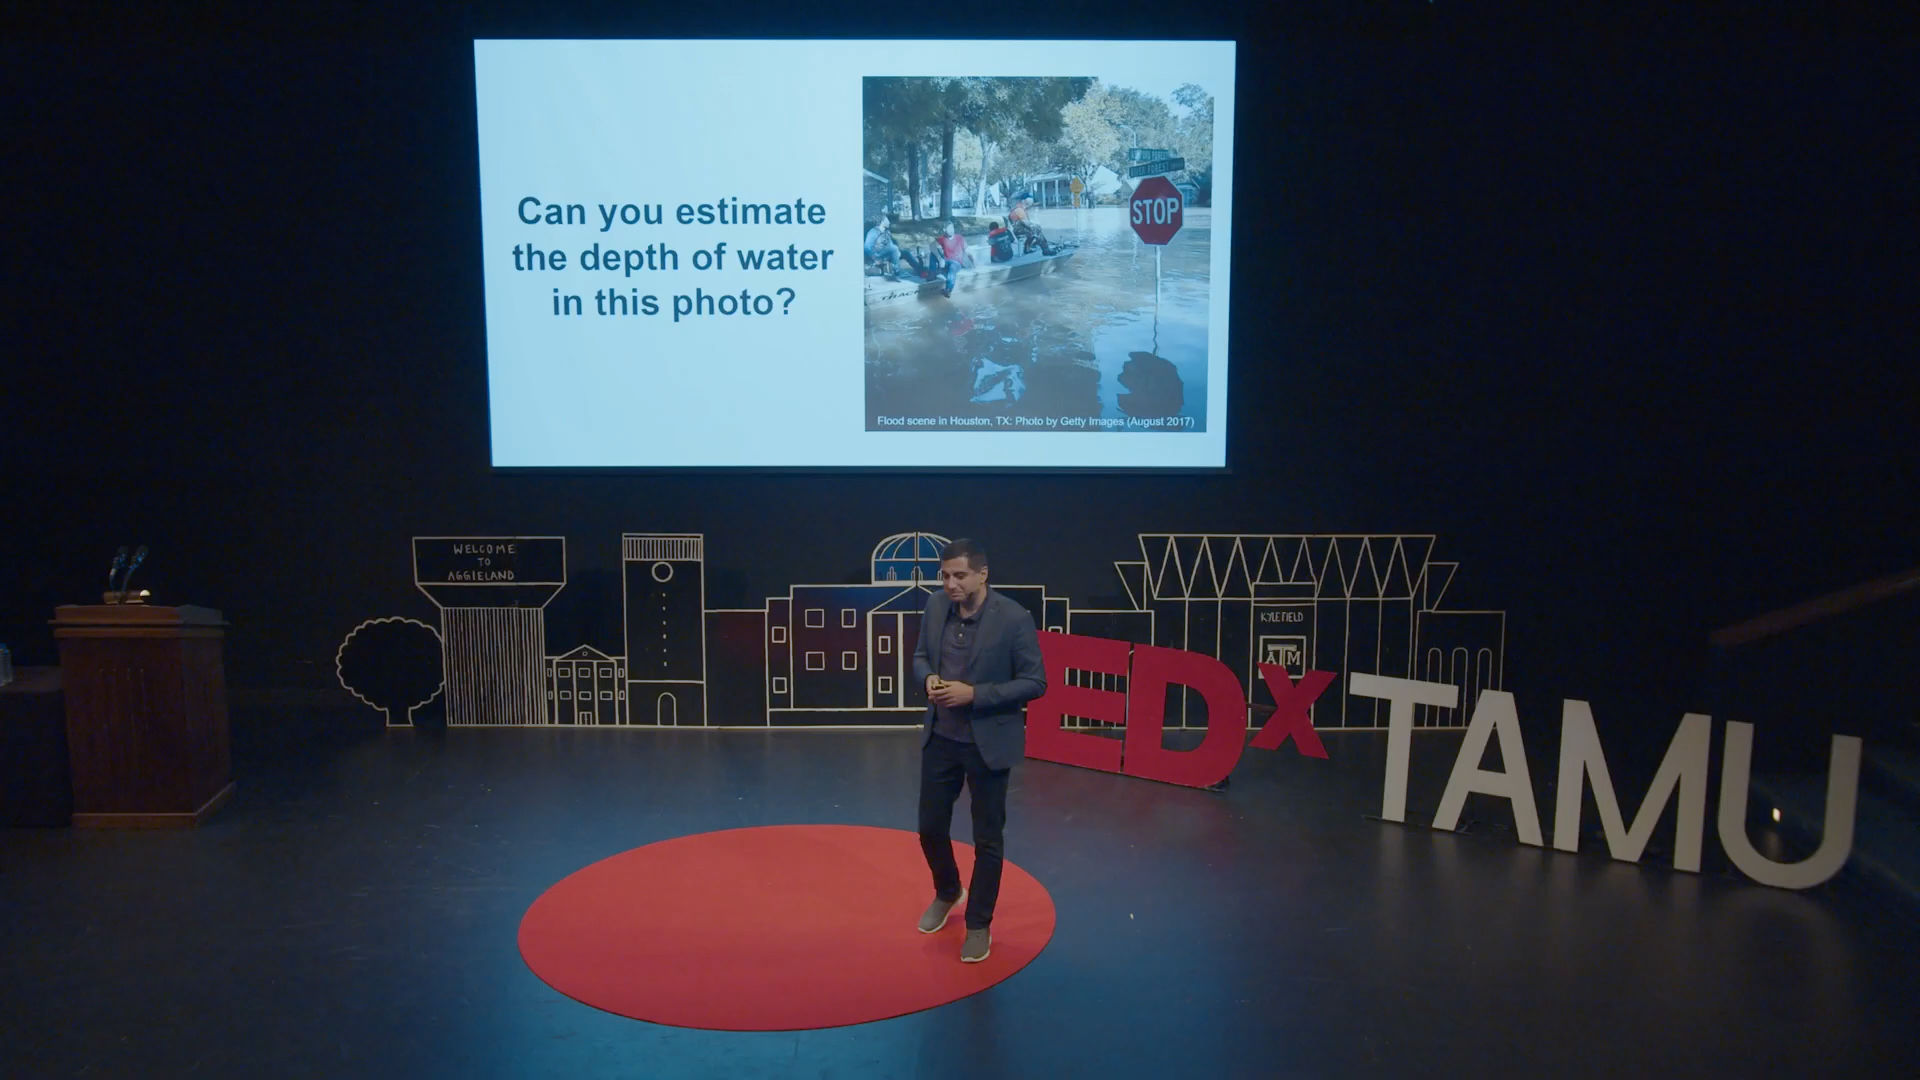 Can you estimate
the depth of water
in this photo?
STOP
Flood scene in Houston, TX: Photo by Getty Images (August 2017)
WELCOME
TO
AGGIELAND
KYLE FIELD
ATM
EDx
TAMU